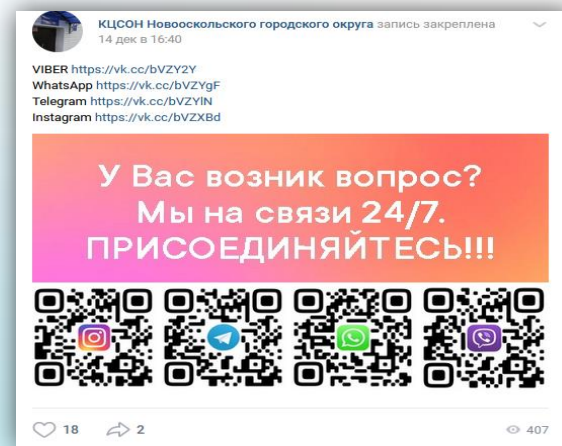 КЦСОН Новооскольского городского округа запись закреплена
14 дек в 16:40
VIBER https://vk.cc/bVZY2Y
WhatsApp https://vk.cc/bVZYgF
Telegram https://vk.cc/bVZYlN
Instagram https://vk.cc/bVZXBd
У Вас возник вопрос?
Мы на связи 24/7.
ПРИСОЕДИНЯЙТЕСЬ!!!
18 2 407